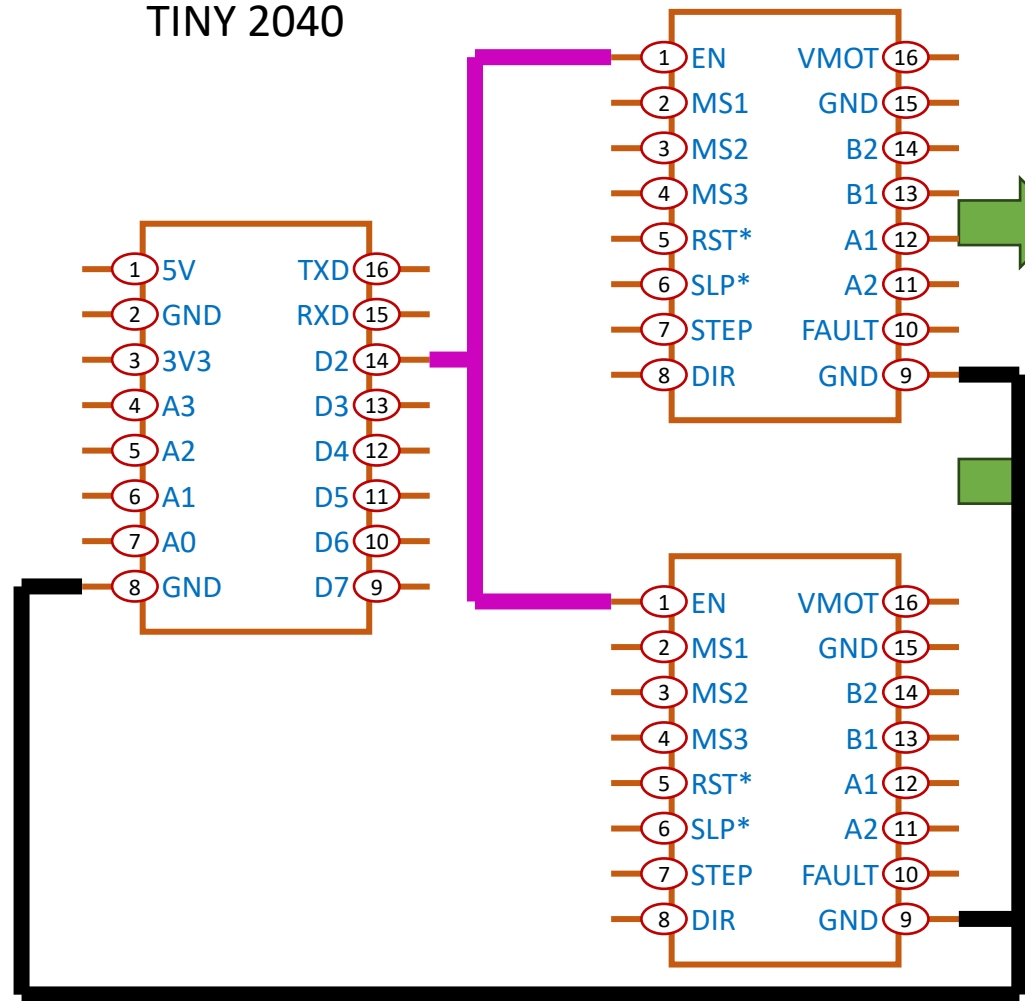 TINY 2040
1 EN VMOT 16
2 MS1 GND 15
3 MS2 B2 14
4 MS3 B1 13
5 RST* A1 12
6 SLP* A2 11
7 STEP FAULT 10
8 DIR GND 9
1 5V TXD 16
2 GND RXD 15
3 3V3 D2 14
4 A3 D3 13
5 A2 D4 12
6 A1 D5 11
7 A0 D6 10
8 GND D7 9
1 EN VMOT 16
2 MS1 GND 15
3 MS2 B2 14
4 MS3 B1 13
5 RST* A1 12
6 SLP* A2 11
7 STEP FAULT 10
8 DIR GND 9